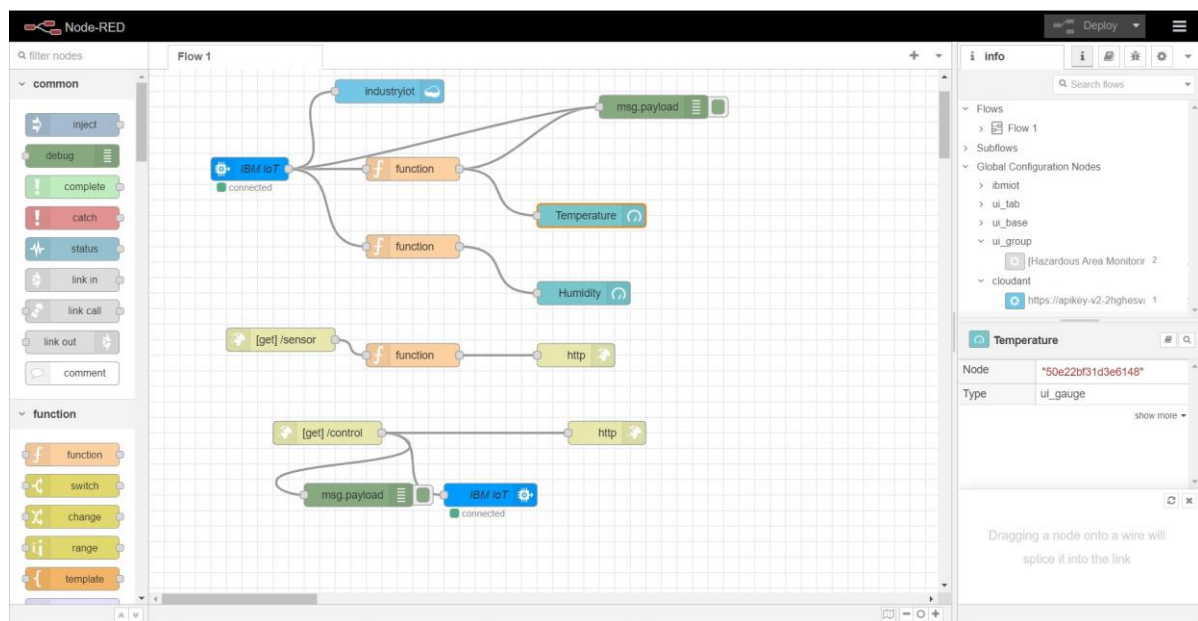 Node-RED
Deploy
filter nodes
common
inject
debug
complete
catch
status
link in
link call
link out
comment
function
function
switch
change
range
template
Flow 1
industryiot
msg.payload
IBM IoT
connected
function
Temperature
function
Humidity
[get] /sensor
function
http
[get] /control
http
msg.payload
IBM IoT
connected
i info
i
Search flows
Flows
Flow 1
Subflows
Global Configuration Nodes
ibmiot
ui_tab
ui_base
ui_group
[Hazardous Area Monitorir 2
cloudant
https://apikey-v2-2hghesv 1
Temperature
Node "50e22bf31d3e6148"
Type ui_gauge
show more
Dragging a node onto a wire will
splice it into the link